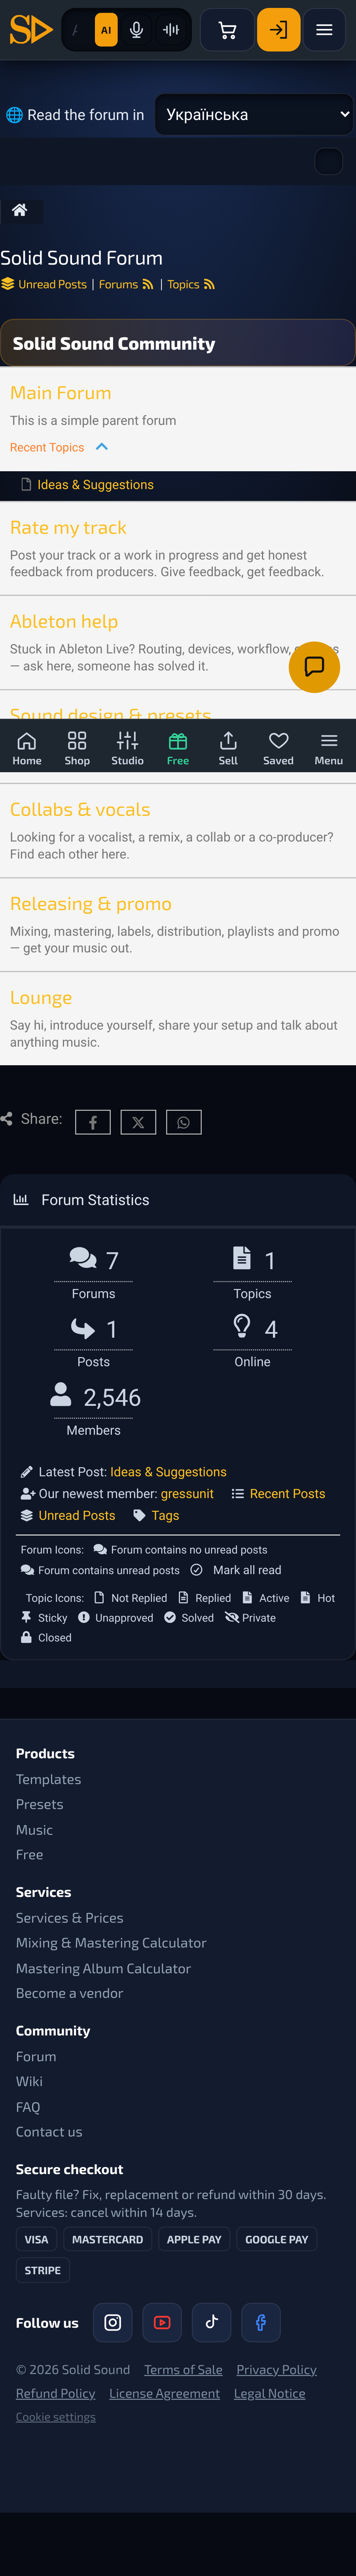 AI
Read the forum in
Українська
Solid Sound Forum
Unread Posts | Forums | Topics
Solid Sound Community
Main Forum
This is a simple parent forum
Recent Topics
Ideas & Suggestions
Rate my track
Post your track or a work in progress and get honest
feedback from producers. Give feedback, get feedback.
Ableton help
Stuck in Ableton Live? Routing, devices, workflow,
— ask here, someone has solved it.
Sound design & presets
Home Shop Studio Free Sell Saved Menu
Collabs & vocals
Looking for a vocalist, a remix, a collab or a co-producer?
Find each other here.
Releasing & promo
Mixing, mastering, labels, distribution, playlists and promo
— get your music out.
Lounge
Say hi, introduce yourself, share your setup and talk about
anything music.
Share:
Forum Statistics
7 1
Forums Topics
1 4
Posts Online
2,546
Members
Latest Post: Ideas & Suggestions
Our newest member: gressunit Recent Posts
Unread Posts Tags
Forum Icons: Forum contains no unread posts
Forum contains unread posts Mark all read
Topic Icons: Not Replied Replied Active Hot
Sticky Unapproved Solved Private
Closed
Products
Templates
Presets
Music
Free
Services
Services & Prices
Mixing & Mastering Calculator
Mastering Album Calculator
Become a vendor
Community
Forum
Wiki
FAQ
Contact us
Secure checkout
Faulty file? Fix, replacement or refund within 30 days.
Services: cancel within 14 days.
VISA MASTERCARD APPLE PAY GOOGLE PAY
STRIPE
Follow us
© 2026 Solid Sound Terms of Sale Privacy Policy
Refund Policy License Agreement Legal Notice
Cookie settings